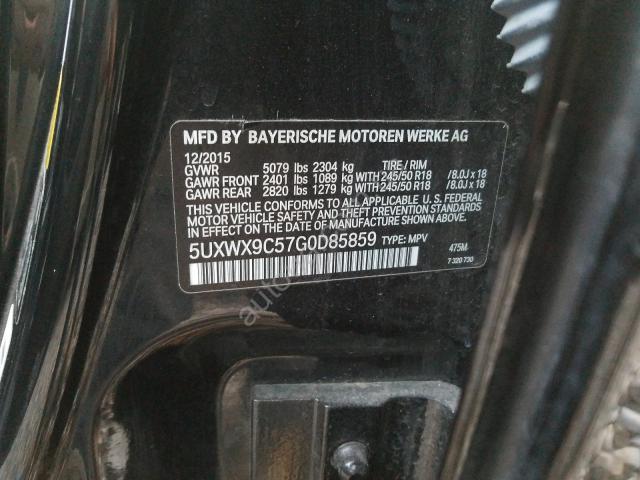 MFD BY BAYERISCHE MOTOREN WERKE AG
12/2015
GVWR 5079 lbs 2304 kg TIRE / RIM
GAWR FRONT 2401 lbs 1089 kg WITH 245/50 R18 / 8.0J x 18
GAWR REAR 2820 lbs 1279 kg WITH 245/50 R18 / 8.0J x 18
THIS VEHICLE CONFORMS TO ALL APPLICABLE U.S. FEDERAL
MOTOR VEHICLE SAFETY, BUMPER AND THEFT PREVENTION STANDARDS
IN EFFECT ON THE DATE OF MANUFACTURE SHOWN ABOVE.
5UXWX9C57G0D85859 TYPE: MPV 475M
7 320 730